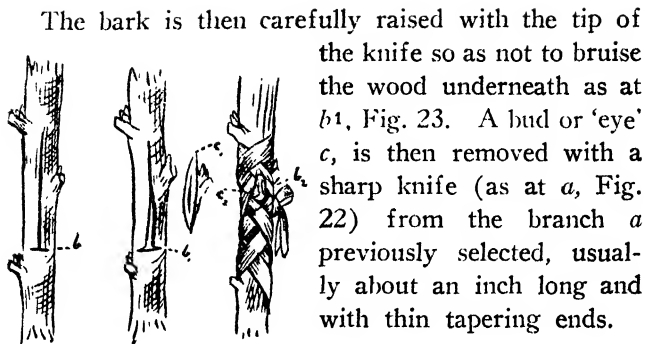 The bark is then carefully raised with the tip of
the knife so as not to bruise
the wood underneath as at
b1, Fig. 23. A bud or ‘eye’
c, is then removed with a
sharp knife (as at a, Fig.
22) from the branch a
previously selected, usual-
ly about an inch long and
with thin tapering ends.
b
b
c
c2
b2